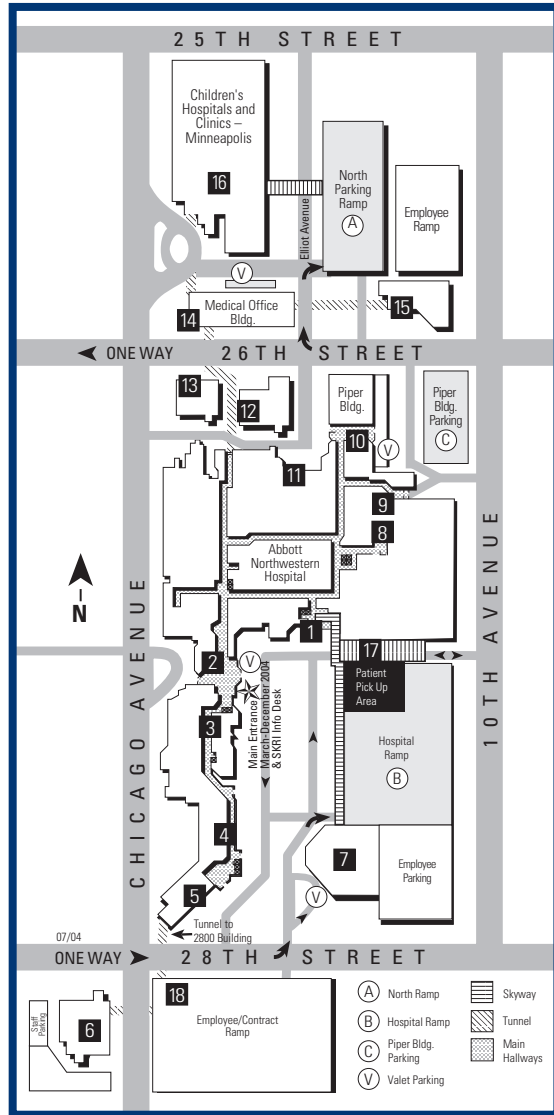 25TH STREET
Children's
Hospitals and
Clinics –
Minneapolis
16
North
Parking
Ramp
A
Employee
Ramp
Elliot Avenue
V
Medical Office
Bldg.
14
15
ONE WAY
26TH STREET
13
12
Piper
Bldg.
Piper
Bldg.
Parking
C
10
V
11
9
8
Abbott
Northwestern
Hospital
N
CHICAGO AVENUE
10TH AVENUE
1
17
2
V
Patient
Pick Up
Area
Main Entrance
March-December 2004
& SKRI Info Desk
3
Hospital
Ramp
B
4
7
Employee
Parking
5
V
07/04
Tunnel to
2800 Building
ONE WAY
28TH STREET
18
Employee/Contract
Ramp
Staff
Parking
6
A North Ramp
B Hospital Ramp
C Piper Bldg.
Parking
V Valet Parking
Skyway
Tunnel
Main
Hallways